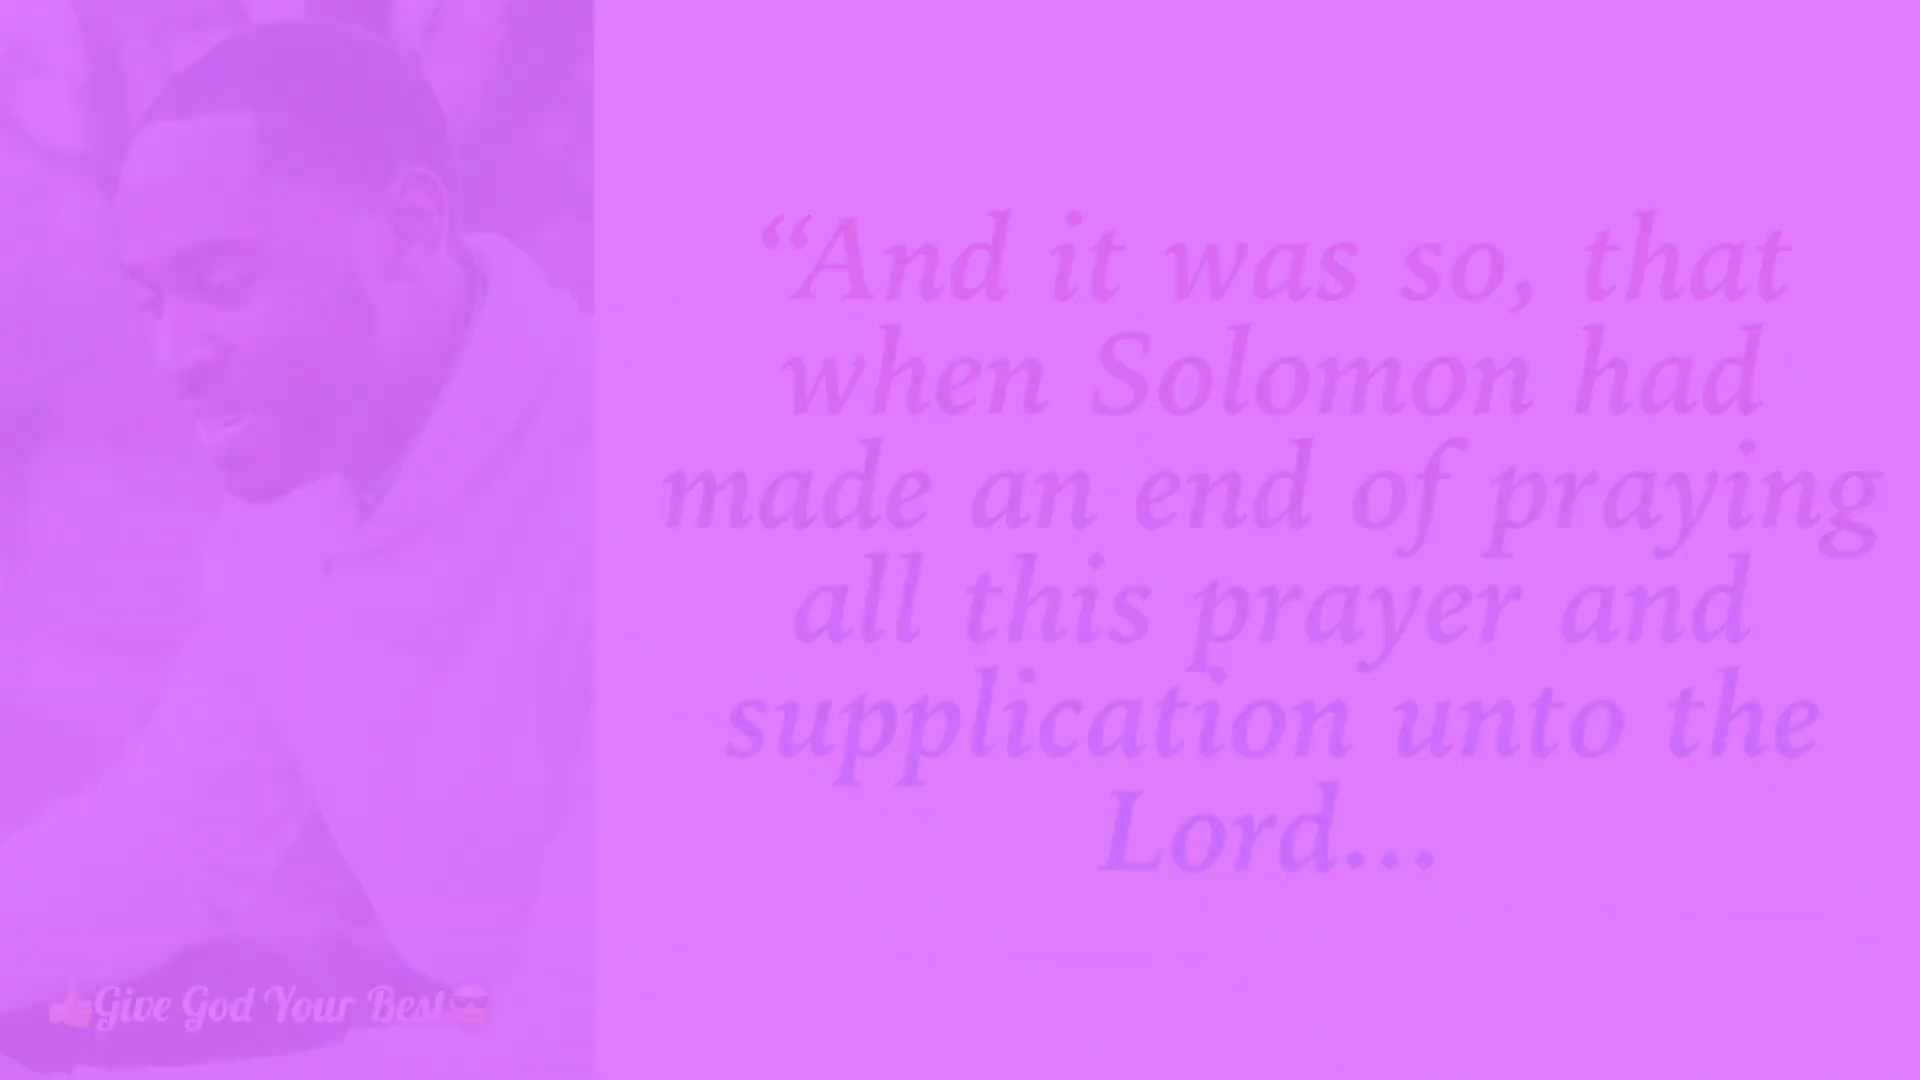 “And it was so, that
when Solomon had
made an end of praying
all this prayer and
supplication unto the
Lord...
👍Give God Your Best😎